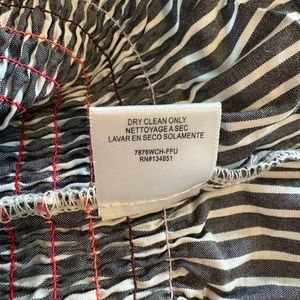 DRY CLEAN ONLY
NETTOYAGE A SEC
LAVAR EN SECO SOLAMENTE
7676WCH-FFU
RN#134851